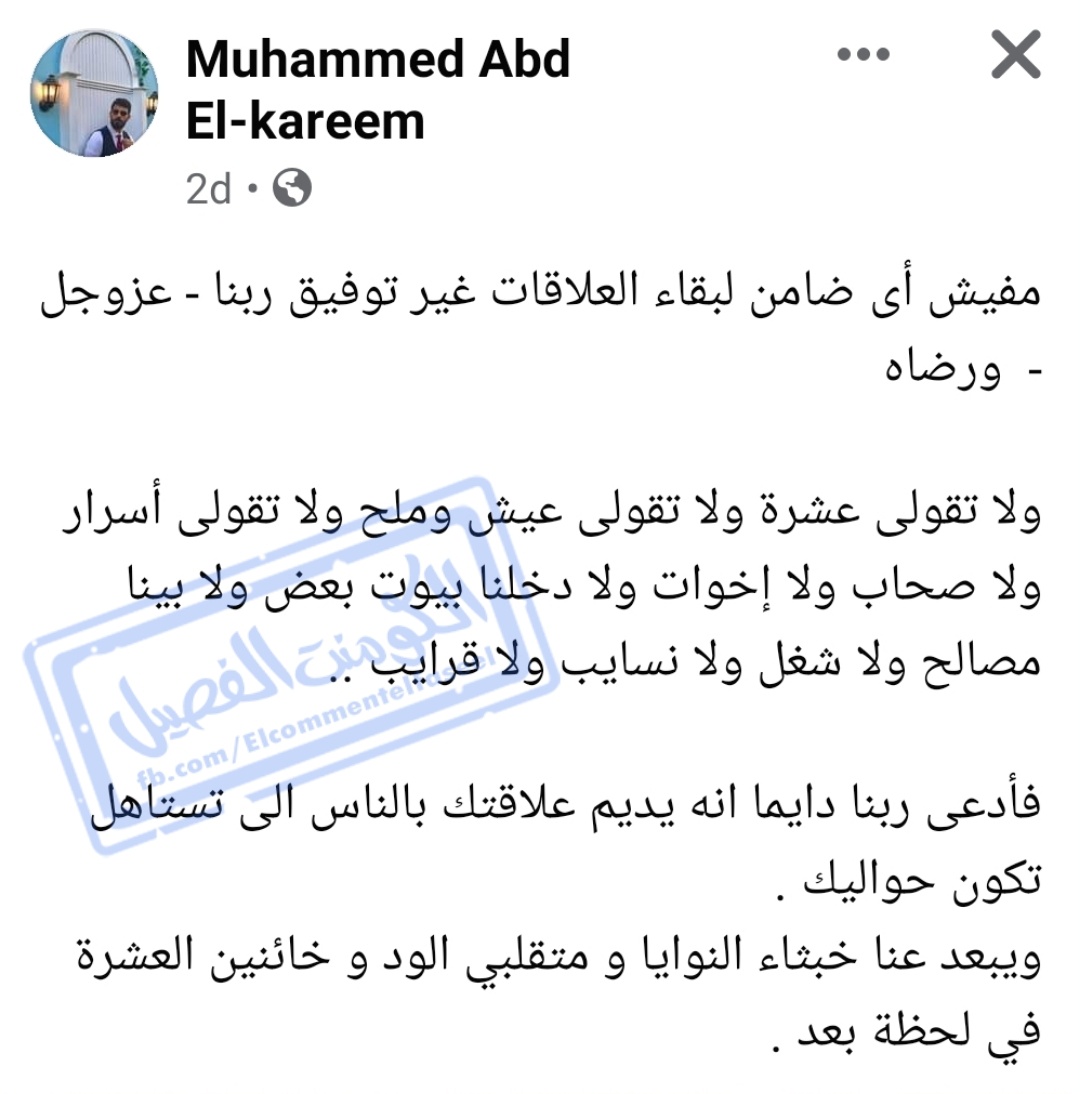 Muhammed Abd
El-kareem
2d •
مفيش أى ضامن لبقاء العلاقات غير توفيق ربنا - عزوجل
- ورضاه
ولا تقولى عشرة ولا تقولى عيش وملح ولا تقولى أسرار
ولا صحاب ولا إخوات ولا دخلنا بيوت بعض ولا بينا
مصالح ولا شغل ولا نسايب ولا قرايب ..
الكومنت الفصيل
fb.com/Elcommentelfaseel
فأدعى ربنا دايما انه يديم علاقتك بالناس الى تستاهل
تكون حواليك .
ويبعد عنا خبثاء النوايا و متقلبي الود و خائنين العشرة
في لحظة بعد .